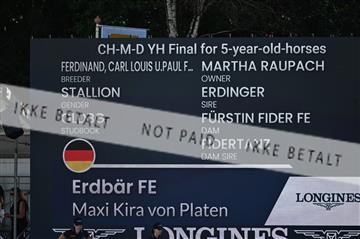 CH-M-D YH Final for 5-year-old-horses
FERDINAND, CARL LOUIS U.PAUL F... MARTHA RAUPACH
BREEDER OWNER
STALLION ERDINGER
GENDER SIRE
FÜRSTIN FIDER FE
STUDBOOK DAM
DAM SIRE
IKKE BETALT NOT PAID IKKE BETALT
Erdbär FE
Maxi Kira von Platen
LONGINES
LONGINES